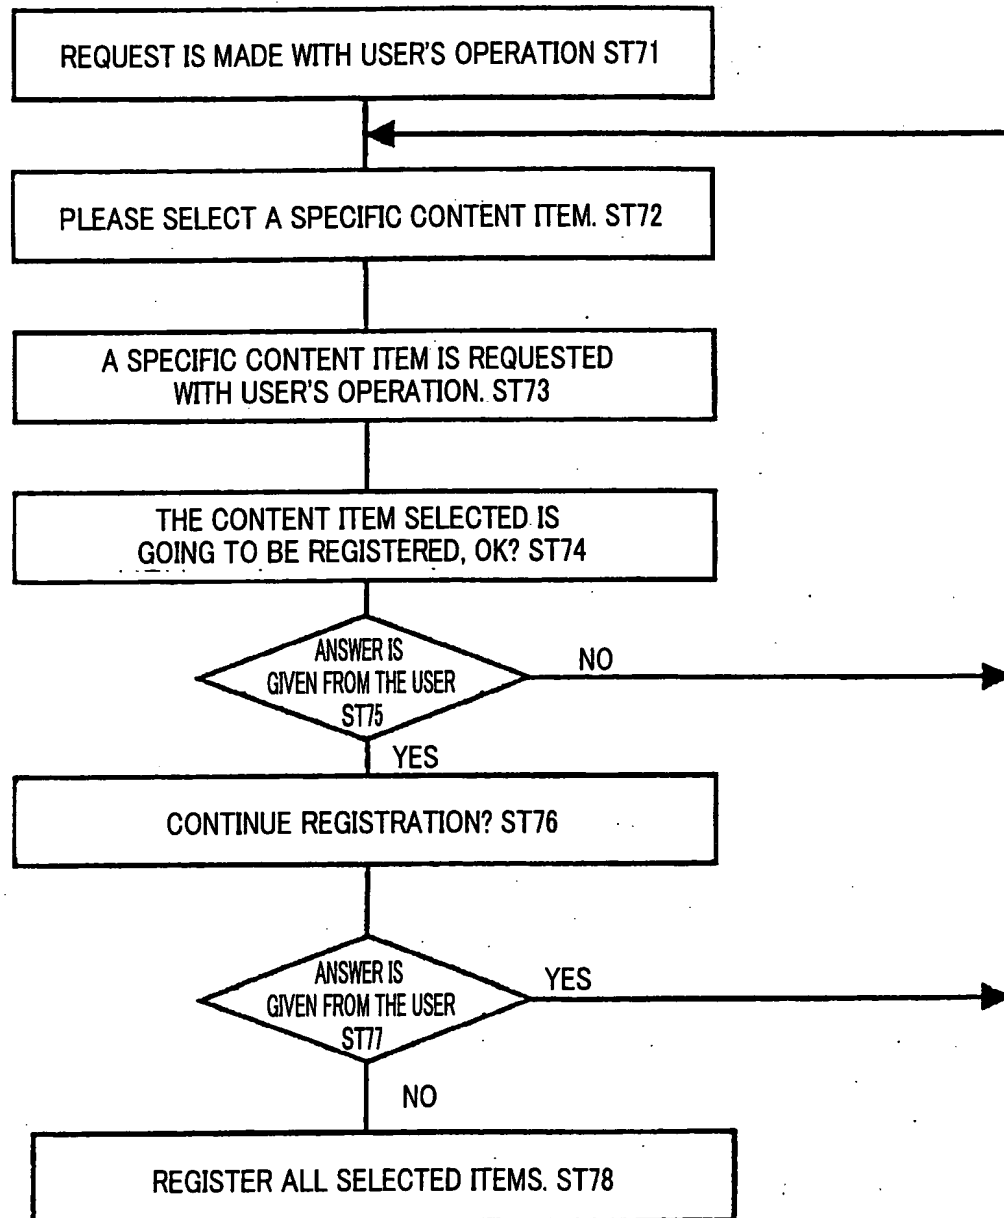 REQUEST IS MADE WITH USER'S OPERATION ST71
PLEASE SELECT A SPECIFIC CONTENT ITEM. ST72
A SPECIFIC CONTENT ITEM IS REQUESTED
WITH USER'S OPERATION. ST73
THE CONTENT ITEM SELECTED IS
GOING TO BE REGISTERED, OK? ST74
ANSWER IS
GIVEN FROM THE USER
ST75
NO
YES
CONTINUE REGISTRATION? ST76
ANSWER IS
GIVEN FROM THE USER
ST77
YES
NO
REGISTER ALL SELECTED ITEMS. ST78